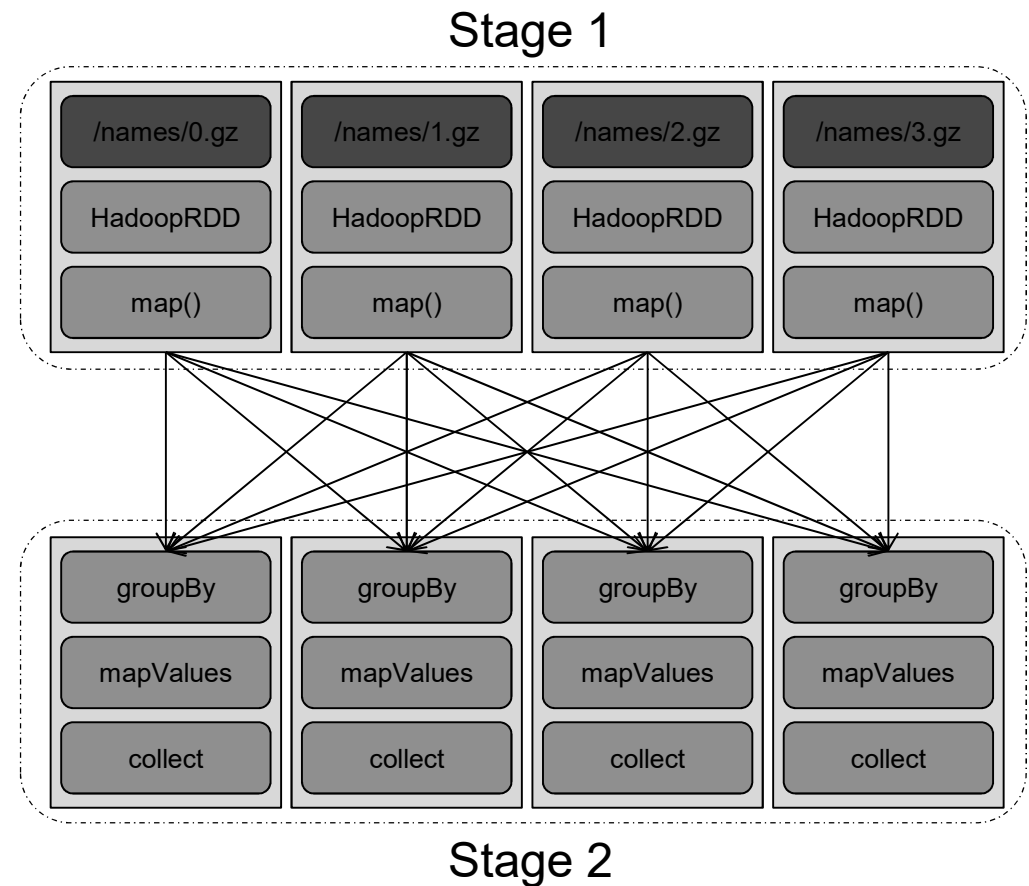 Stage 1
/names/0.gz /names/1.gz /names/2.gz /names/3.gz
HadoopRDD HadoopRDD HadoopRDD HadoopRDD
map() map() map() map()
groupBy groupBy groupBy groupBy
mapValues mapValues mapValues mapValues
collect collect collect collect
Stage 2